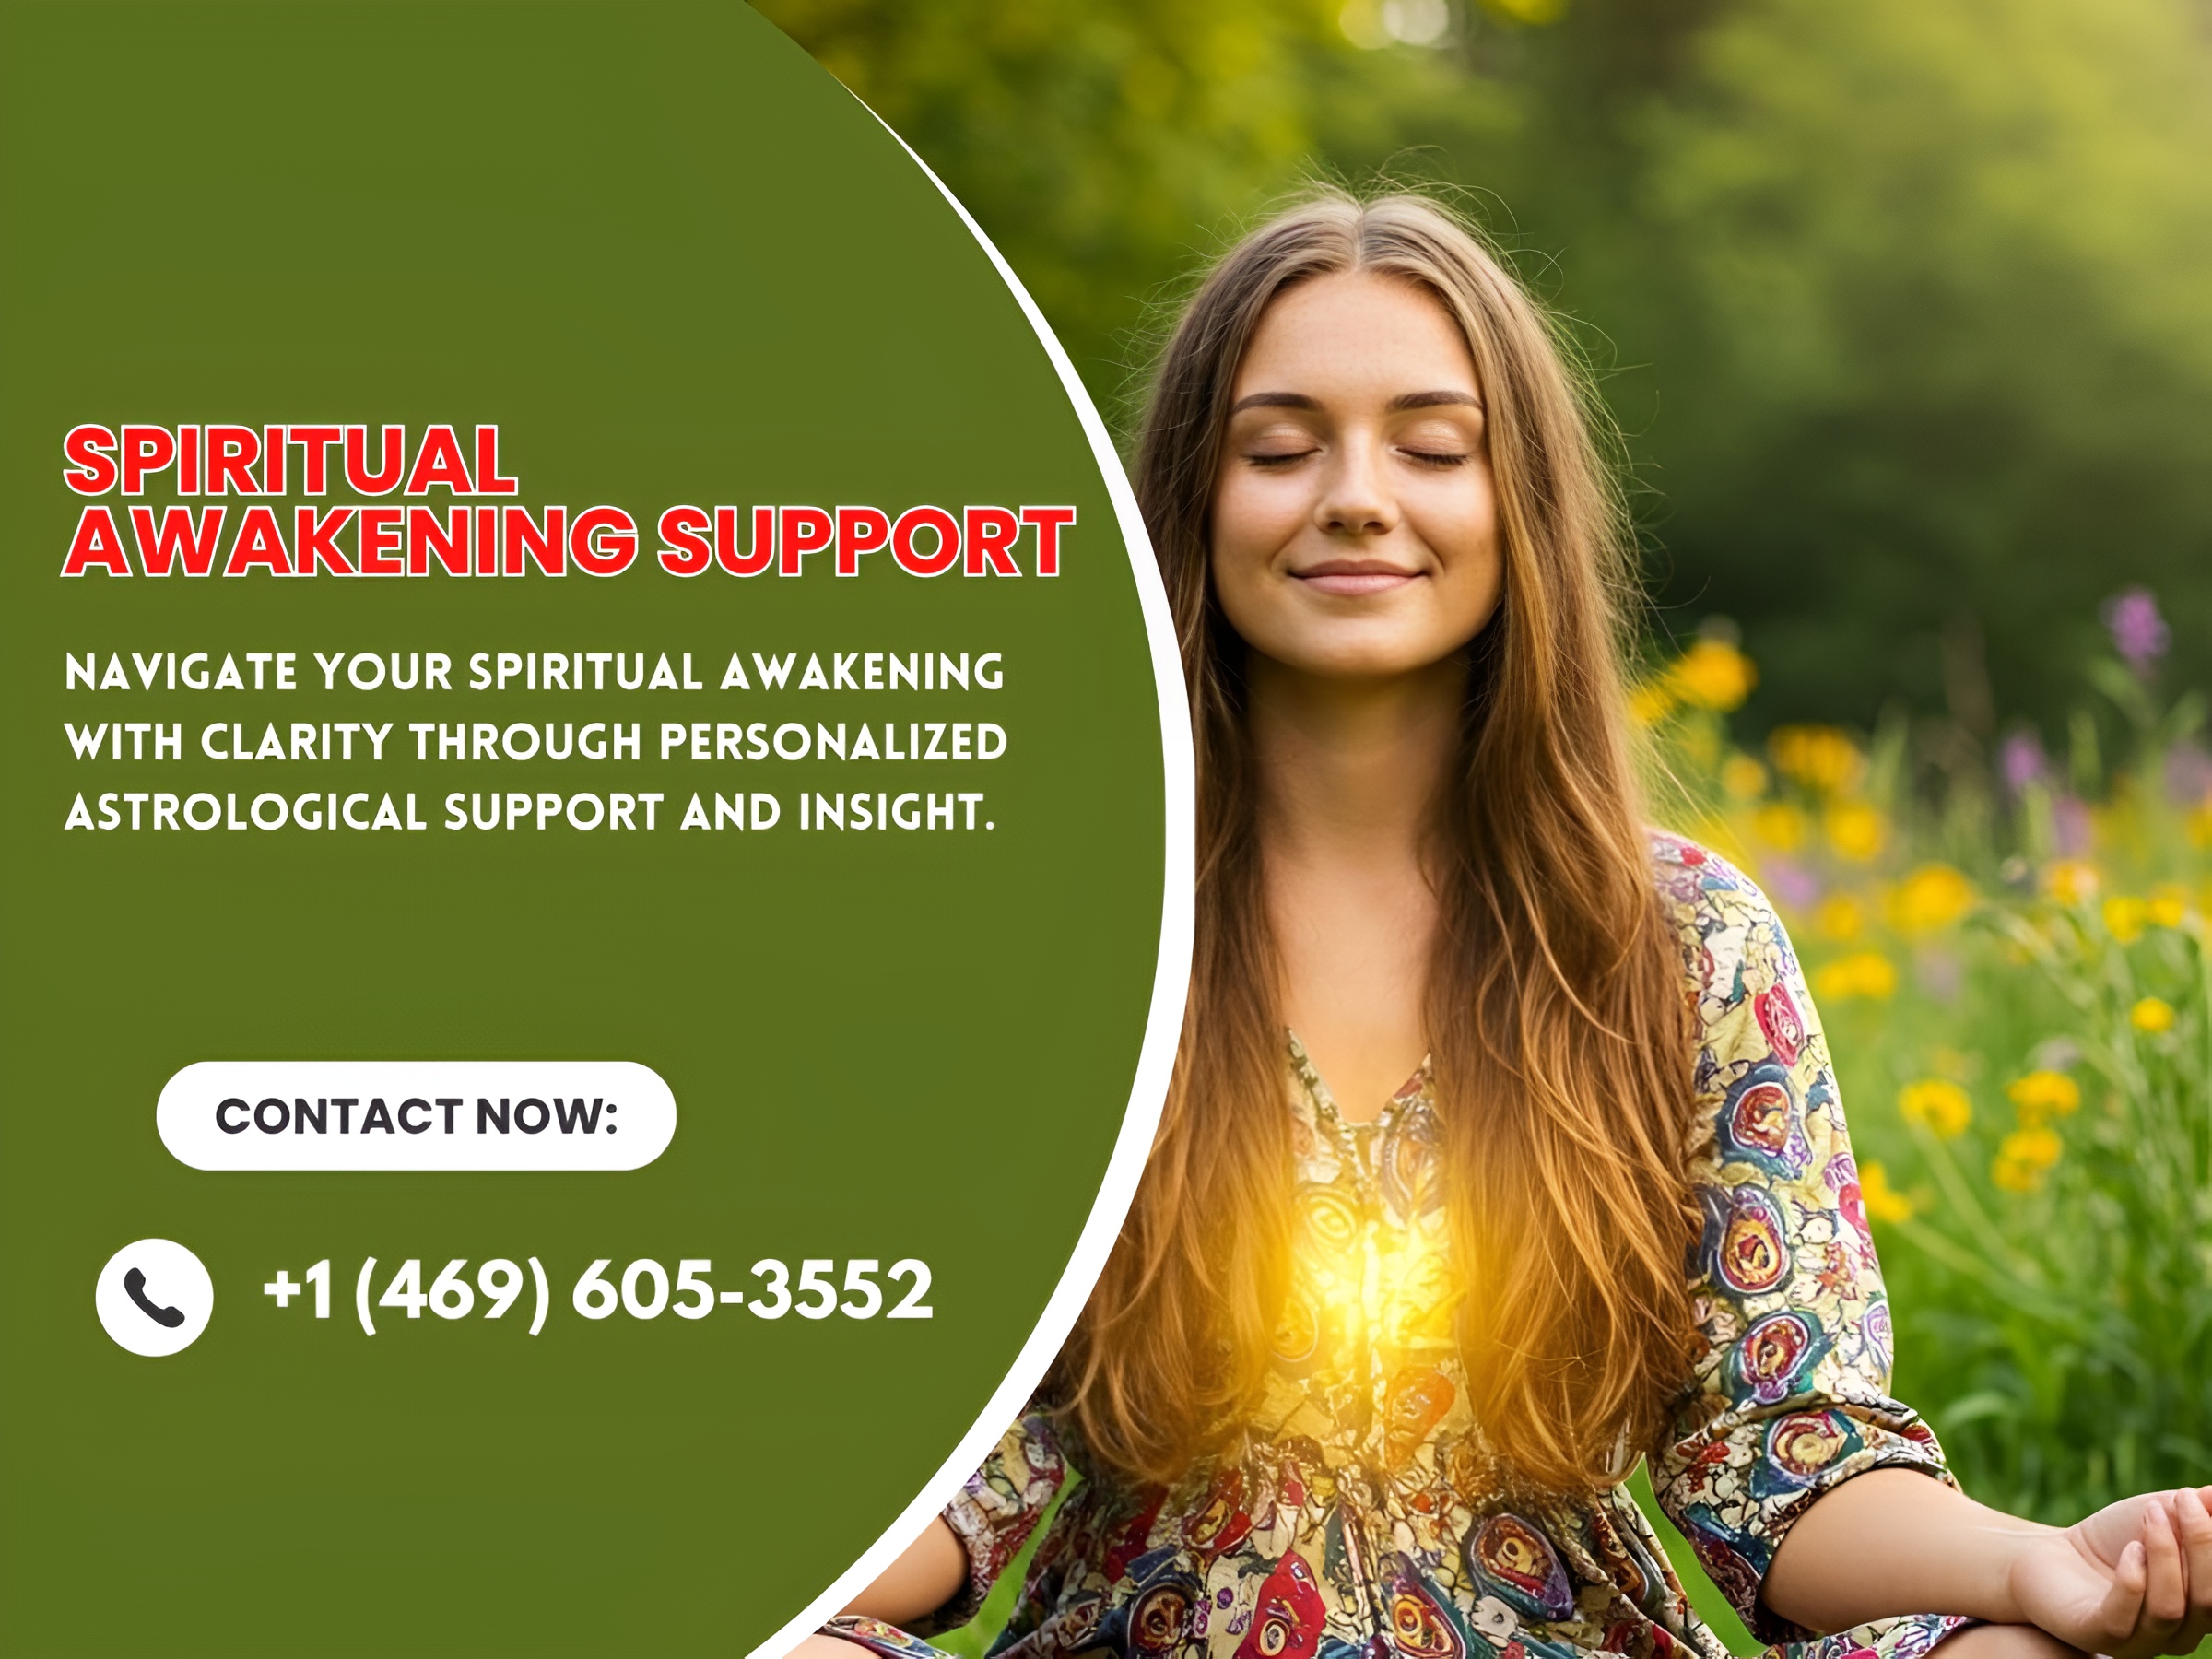 SPIRITUAL
AWAKENING SUPPORT
NAVIGATE YOUR SPIRITUAL AWAKENING
WITH CLARITY THROUGH PERSONALIZED
ASTROLOGICAL SUPPORT AND INSIGHT.
CONTACT NOW:
+1 (469) 605-3552